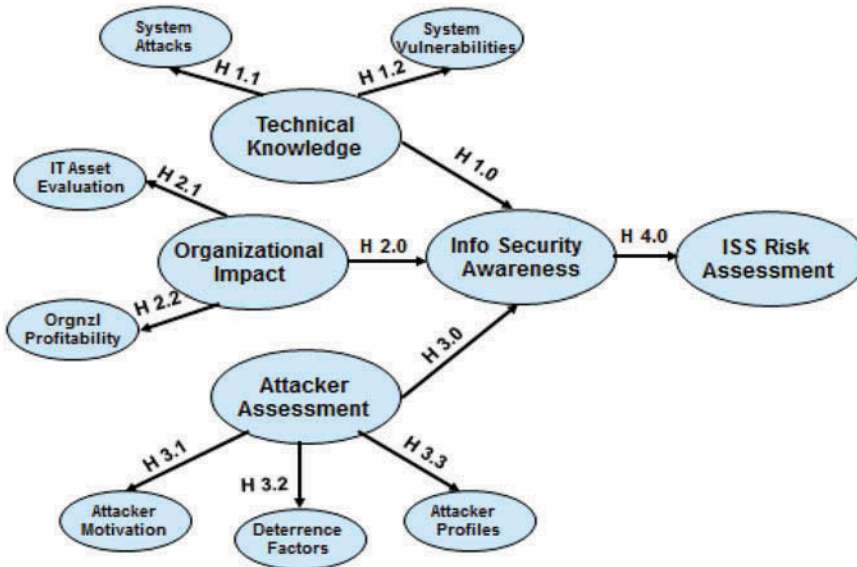 System
Attacks
System
Vulnerabilities
H 1.1
H 1.2
Technical
Knowledge
H 1.0
IT Asset
Evaluation
H 2.1
Organizational
Impact
H 2.0
Info Security
Awareness
H 4.0
ISS Risk
Assessment
H 2.2
Orgnzl
Profitability
H 3.0
Attacker
Assessment
H 3.1
H 3.2
H 3.3
Attacker
Motivation
Deterrence
Factors
Attacker
Profiles